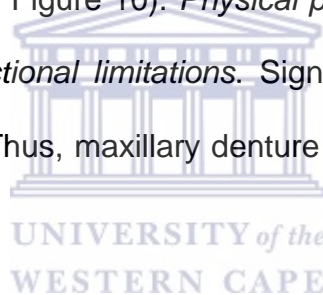 Figure 10). Physical p
ctional limitations. Sign
Thus, maxillary denture
UNIVERSITY of the
WESTERN CAPE